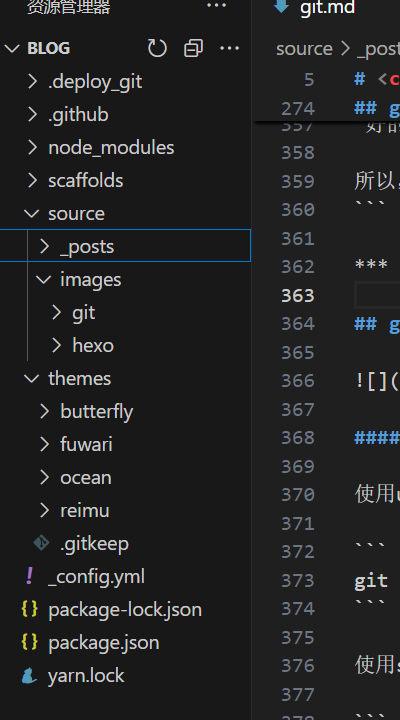 资源管理器
git.md
BLOG
source > _post
.deploy_git
.github
node_modules
scaffolds
source
_posts
images
git
hexo
themes
butterfly
fuwari
ocean
reimu
.gitkeep
_config.yml
package-lock.json
package.json
yarn.lock
5 # <c
274 ## g
357
358
359 所以,
360 ```
361
362 ***
363
364 ## g
365
366 ![](
367
368 ####
369
370 使用u
371
372 ```
373 git
374 ```
375
376 使用s
377
378 ```